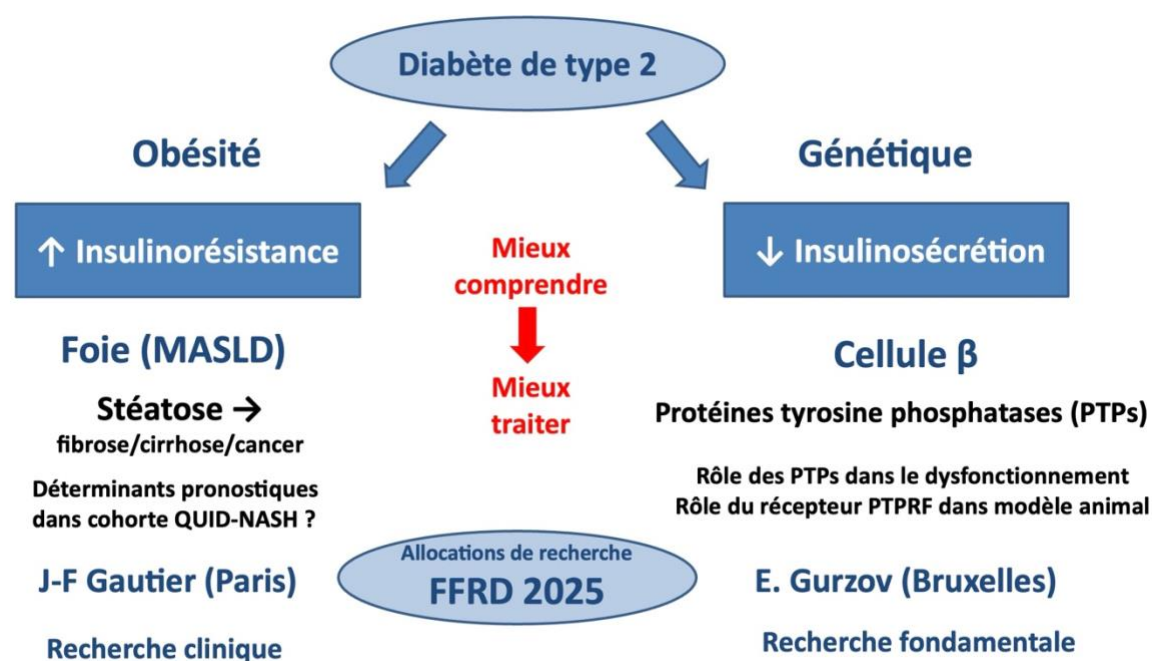 Diabète de type 2
Obésité
↑ Insulinorésistance
Foie (MASLD)
Stéatose →
fibrose/cirrhose/cancer
Déterminants pronostiques
dans cohorte QUID-NASH ?
J-F Gautier (Paris)
Recherche clinique
Mieux
comprendre
Mieux
traiter
Allocations de recherche
FFRD 2025
Génétique
↓ Insulinosécrétion
Cellule β
Protéines tyrosine phosphatases (PTPs)
Rôle des PTPs dans le dysfonctionnement
Rôle du récepteur PTPRF dans modèle animal
E. Gurzov (Bruxelles)
Recherche fondamentale